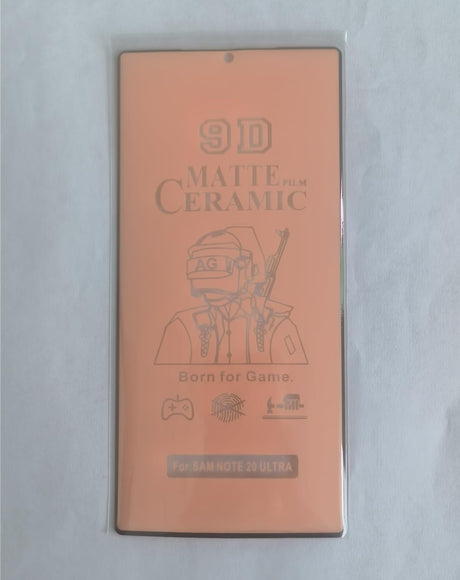 9D
MATTE FILM
CERAMIC
AG
Born for Game.
For SAM NOTE 20 ULTRA